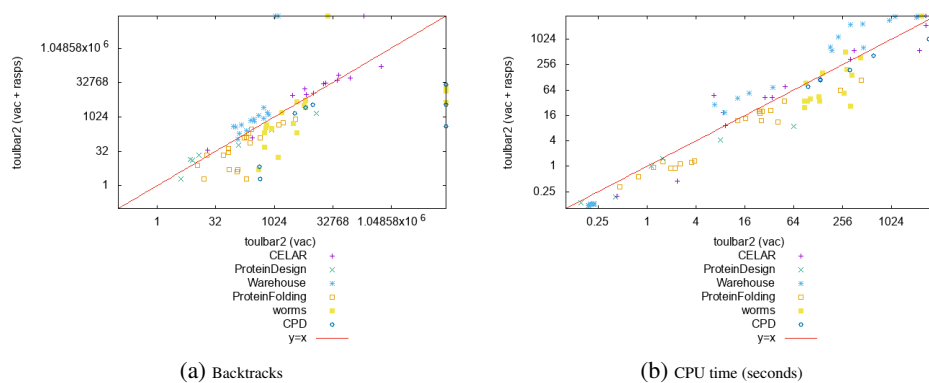 1.04858x10 6
32768
1024
32
1
1
32
1024
32768
1.04858x10 6
toulbar2 (vac + rasps)
toulbar2 (vac)
CELAR
ProteinDesign
Warehouse
ProteinFolding
worms
CPD
y=x
(a) Backtracks
1024
256
64
16
4
1
0.25
0.25
1
4
16
64
256
1024
toulbar2 (vac + rasps)
toulbar2 (vac)
CELAR
ProteinDesign
Warehouse
ProteinFolding
worms
CPD
y=x
(b) CPU time (seconds)